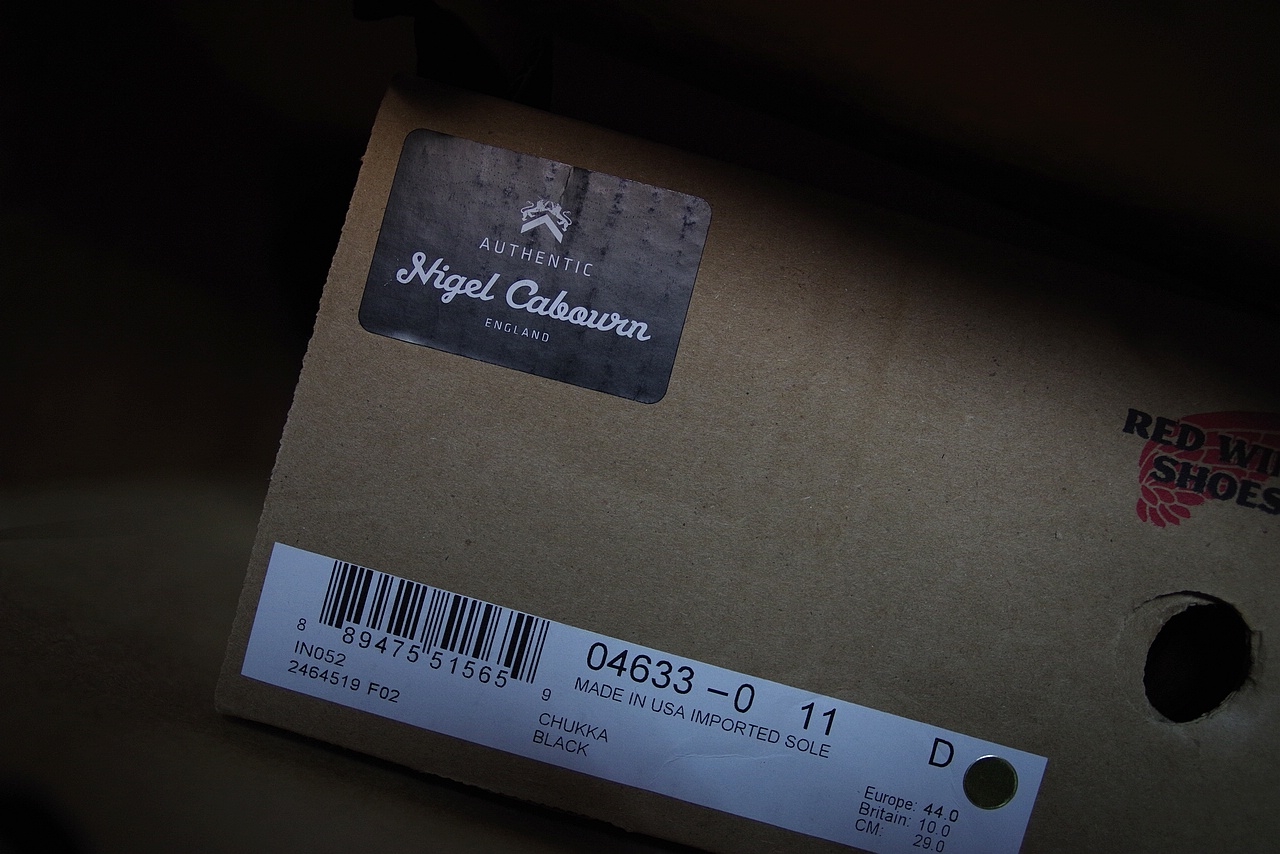 AUTHENTIC
Nigel Cabourn
ENGLAND
RED
SHOES
8 89475 51565 9
IN052
2464519 F02
04633 -0 11 D
MADE IN USA IMPORTED SOLE
CHUKKA
BLACK
Europe: 44.0
Britain: 10.0
CM: 29.0